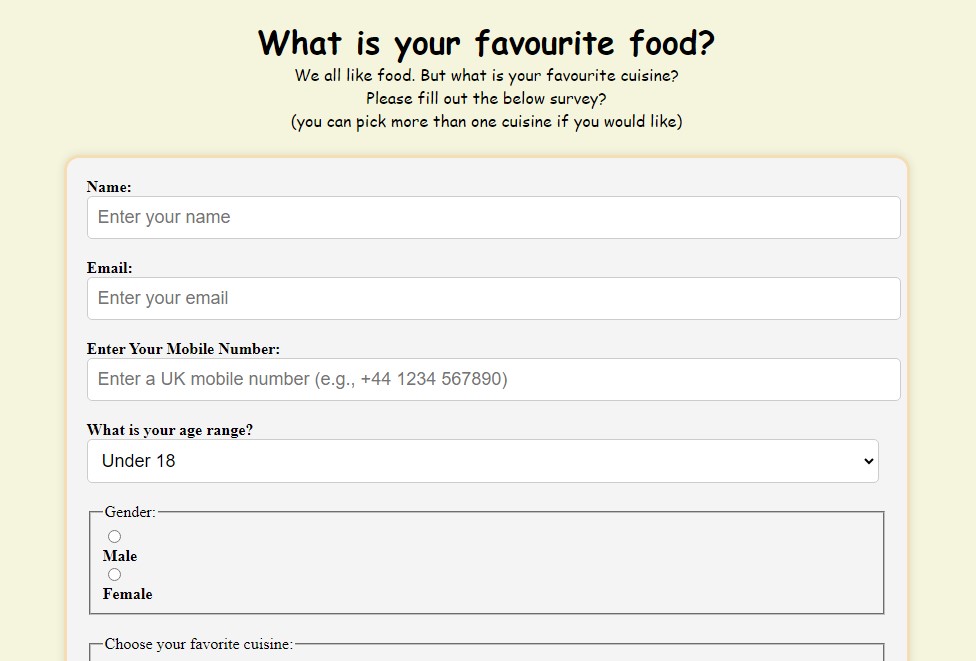 What is your favourite food?
We all like food. But what is your favourite cuisine?
Please fill out the below survey?
(you can pick more than one cuisine if you would like)
Name:
Enter your name
Email:
Enter your email
Enter Your Mobile Number:
Enter a UK mobile number (e.g., +44 1234 567890)
What is your age range?
Under 18
Gender:
Male
Female
Choose your favorite cuisine: